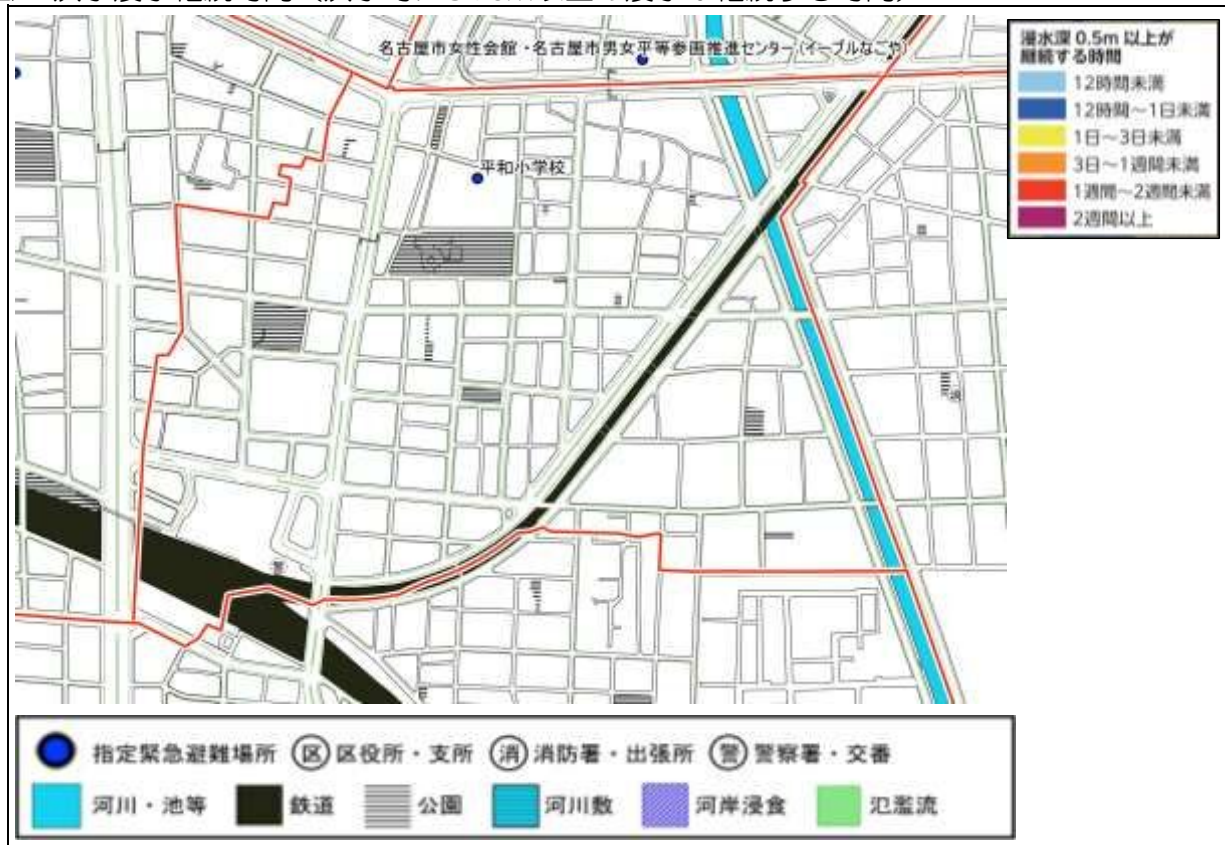 名古屋市女性会館・名古屋市男女平等参画推進センター(イーブルなごや)
平和小学校
浸水深 0.5m 以上が
継続する時間
12時間未満
12時間～1日未満
1日～3日未満
3日～1週間未満
1週間～2週間未満
2週間以上
指定緊急避難場所 区 区役所・支所 消 消防署・出張所 警 警察署・交番
河川・池等 鉄道 公園 河川敷 河岸浸食 氾濫流